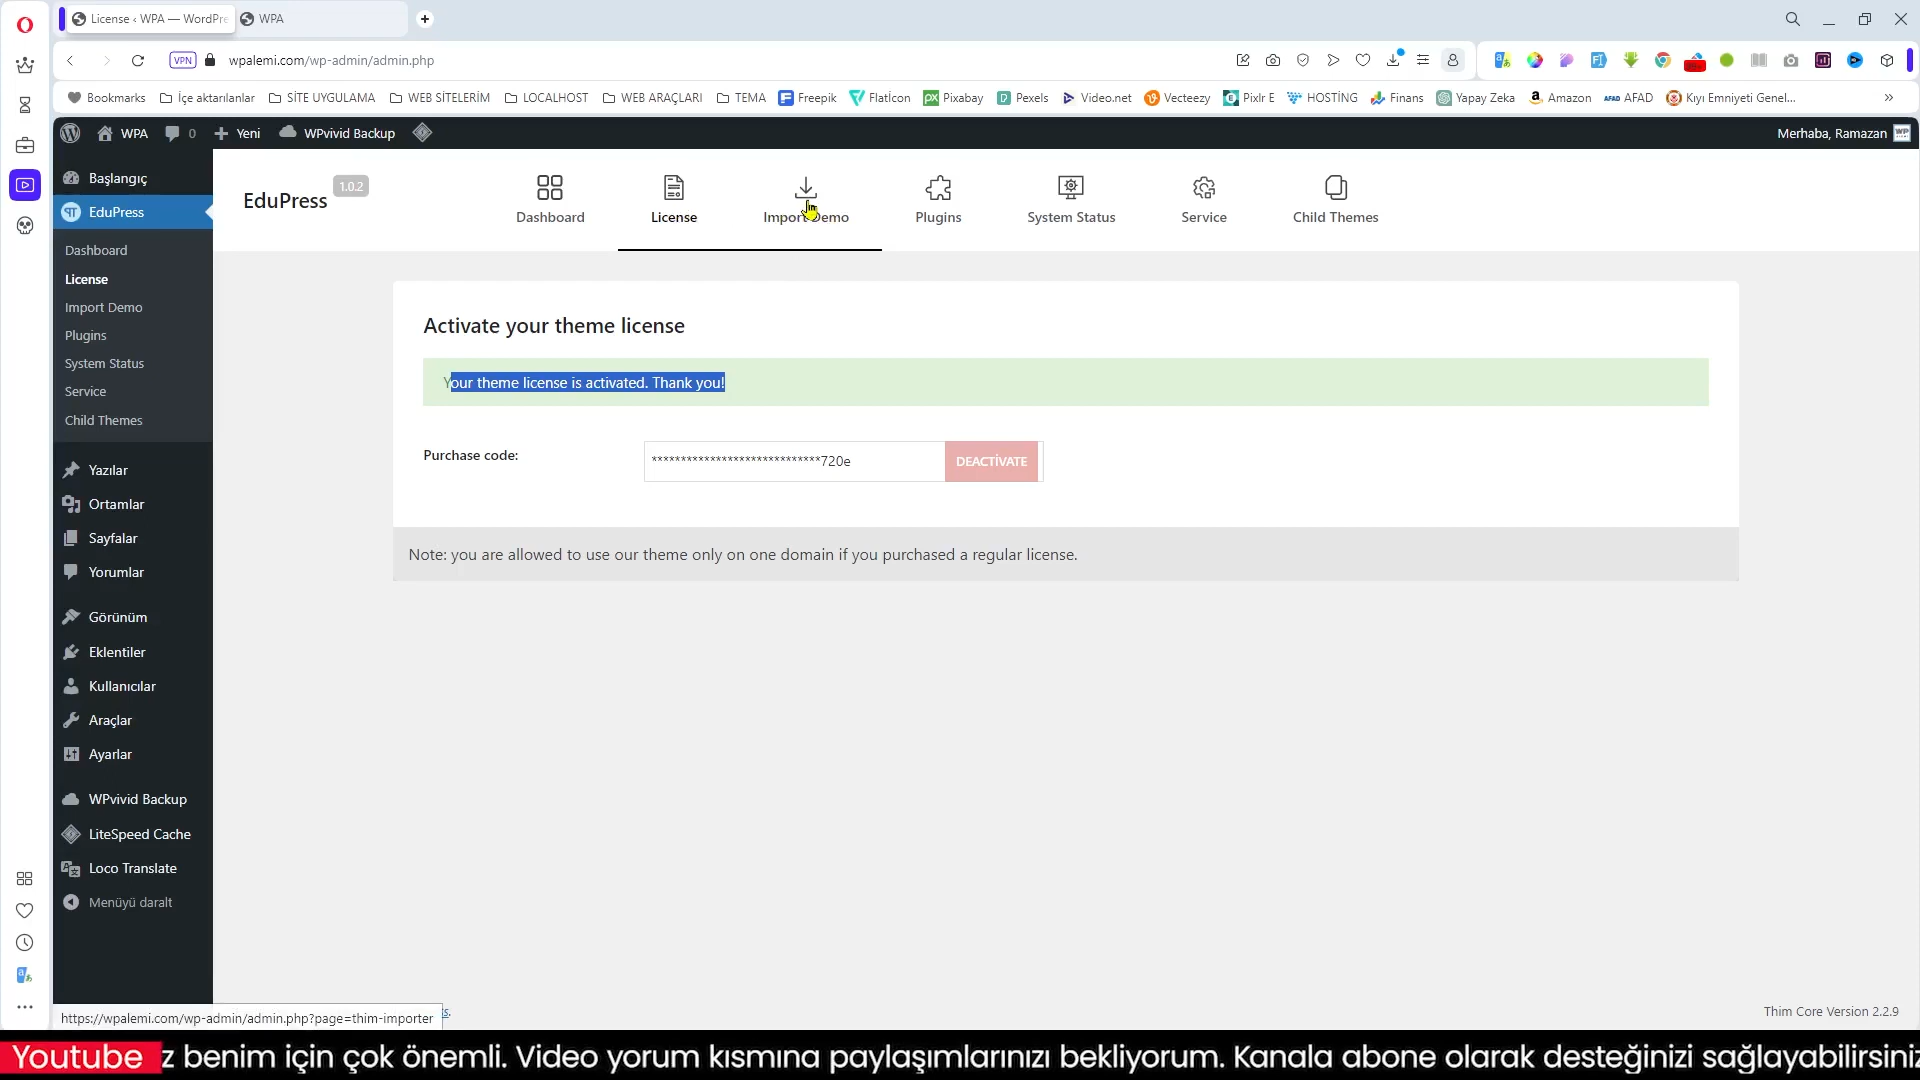 License ‹ WPA — WordPre
WPA
VPN
wpalemi.com/wp-admin/admin.php
Bookmarks
İçe aktarılanlar
SİTE UYGULAMA
WEB SİTELERİM
LOCALHOST
WEB ARAÇLARI
TEMA
Freepik
Flatİcon
Pixabay
Pexels
Video.net
Vecteezy
Pixlr E
HOSTİNG
Finans
Yapay Zeka
Amazon
AFAD
Kıyı Emniyeti Genel...
WPA
0
Yeni
WPvivid Backup
Merhaba, Ramazan
Başlangıç
EduPress
Dashboard
License
Import Demo
Plugins
System Status
Service
Child Themes
Yazılar
Ortamlar
Sayfalar
Yorumlar
Görünüm
Eklentiler
Kullanıcılar
Araçlar
Ayarlar
WPvivid Backup
LiteSpeed Cache
Loco Translate
Menüyü daralt
EduPress
1.0.2
Dashboard
License
Import Demo
Plugins
System Status
Service
Child Themes
Activate your theme license
Your theme license is activated. Thank you!
Purchase code:
*****************************720e
DEACTİVATE
Note: you are allowed to use our theme only on one domain if you purchased a regular license.
https://wpalemi.com/wp-admin/admin.php?page=thim-importer
Thim Core Version 2.2.9
Youtube
z benim için çok önemli. Video yorum kısmına paylaşımlarınızı bekliyorum. Kanala abone olarak desteğinizi sağlayabilirsiniz